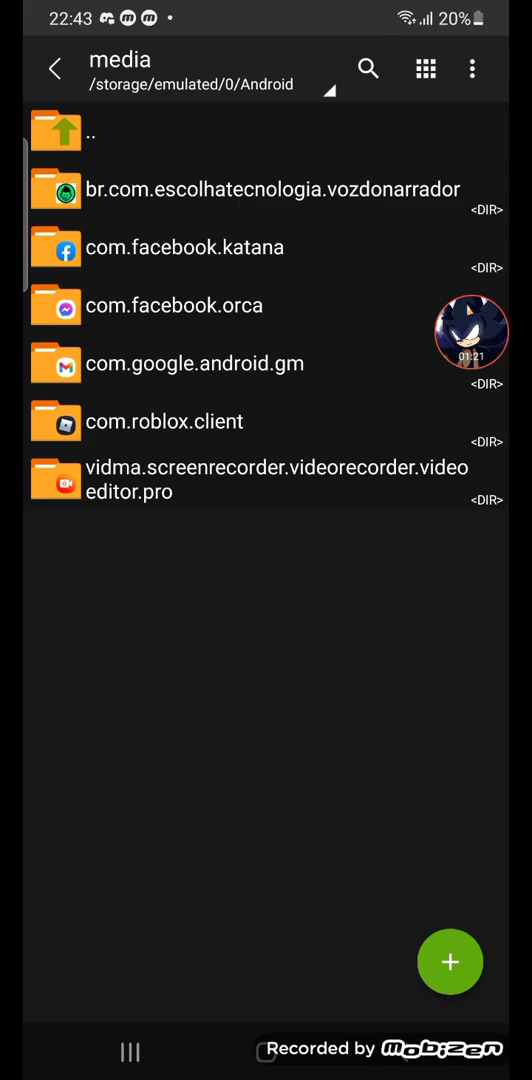 22:43
20%
media
/storage/emulated/0/Android
..
br.com.escolhatecnologia.vozdonarrador
<DIR>
com.facebook.katana
<DIR>
com.facebook.orca
01:21
com.google.android.gm
<DIR>
com.roblox.client
<DIR>
vidma.screenrecorder.videorecorder.video
editor.pro
<DIR>
Recorded by mobizen